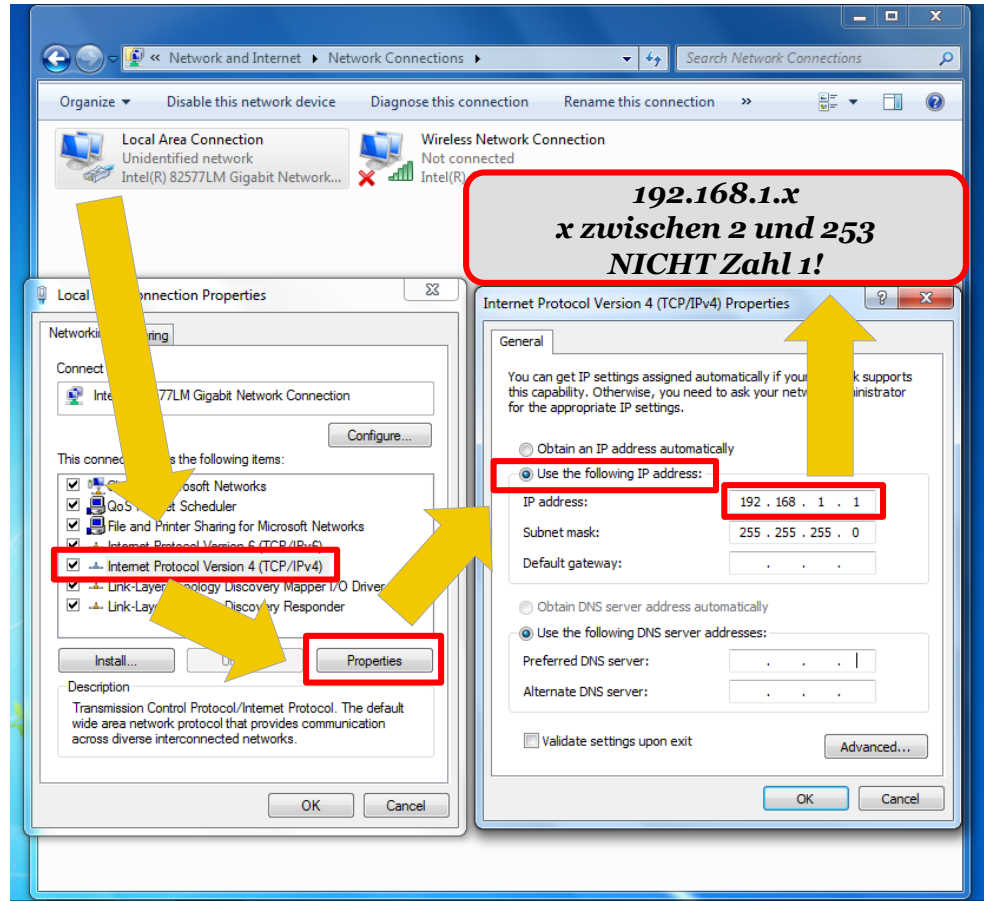 « Network and Internet ▸ Network Connections ▸
Search Network Connections
Organize ▾ Disable this network device Diagnose this connection Rename this connection »
Local Area Connection
Unidentified network
Intel(R) 82577LM Gigabit Network...
Wireless Network Connection
Not connected
Intel(R)
192.168.1.x
x zwischen 2 und 253
NICHT Zahl 1!
Local Connection Properties
Networking
Connect
77LM Gigabit Network Connection
Configure...
This the following items:
Networks
QoS Scheduler
File and Printer Sharing for Microsoft Networks
Internet Protocol Version 6 (TCP/IPv6)
Internet Protocol Version 4 (TCP/IPv4)
Link-Layer Topology Discovery Mapper I/O Driver
Link-Layer Discovery Responder
Install...
Properties
Description
Transmission Control Protocol/Internet Protocol. The default
wide area network protocol that provides communication
across diverse interconnected networks.
OK Cancel
Internet Protocol Version 4 (TCP/IPv4) Properties
General
You can get IP settings assigned automatically if your supports
this capability. Otherwise, you need to ask your
for the appropriate IP settings.
Obtain an IP address automatically
Use the following IP address:
IP address: 192 . 168 . 1 . 1
Subnet mask: 255 . 255 . 255 . 0
Default gateway: . . .
Obtain DNS server address automatically
Use the following DNS server addresses:
Preferred DNS server: . . .
Alternate DNS server: . . .
Validate settings upon exit
Advanced...
OK Cancel